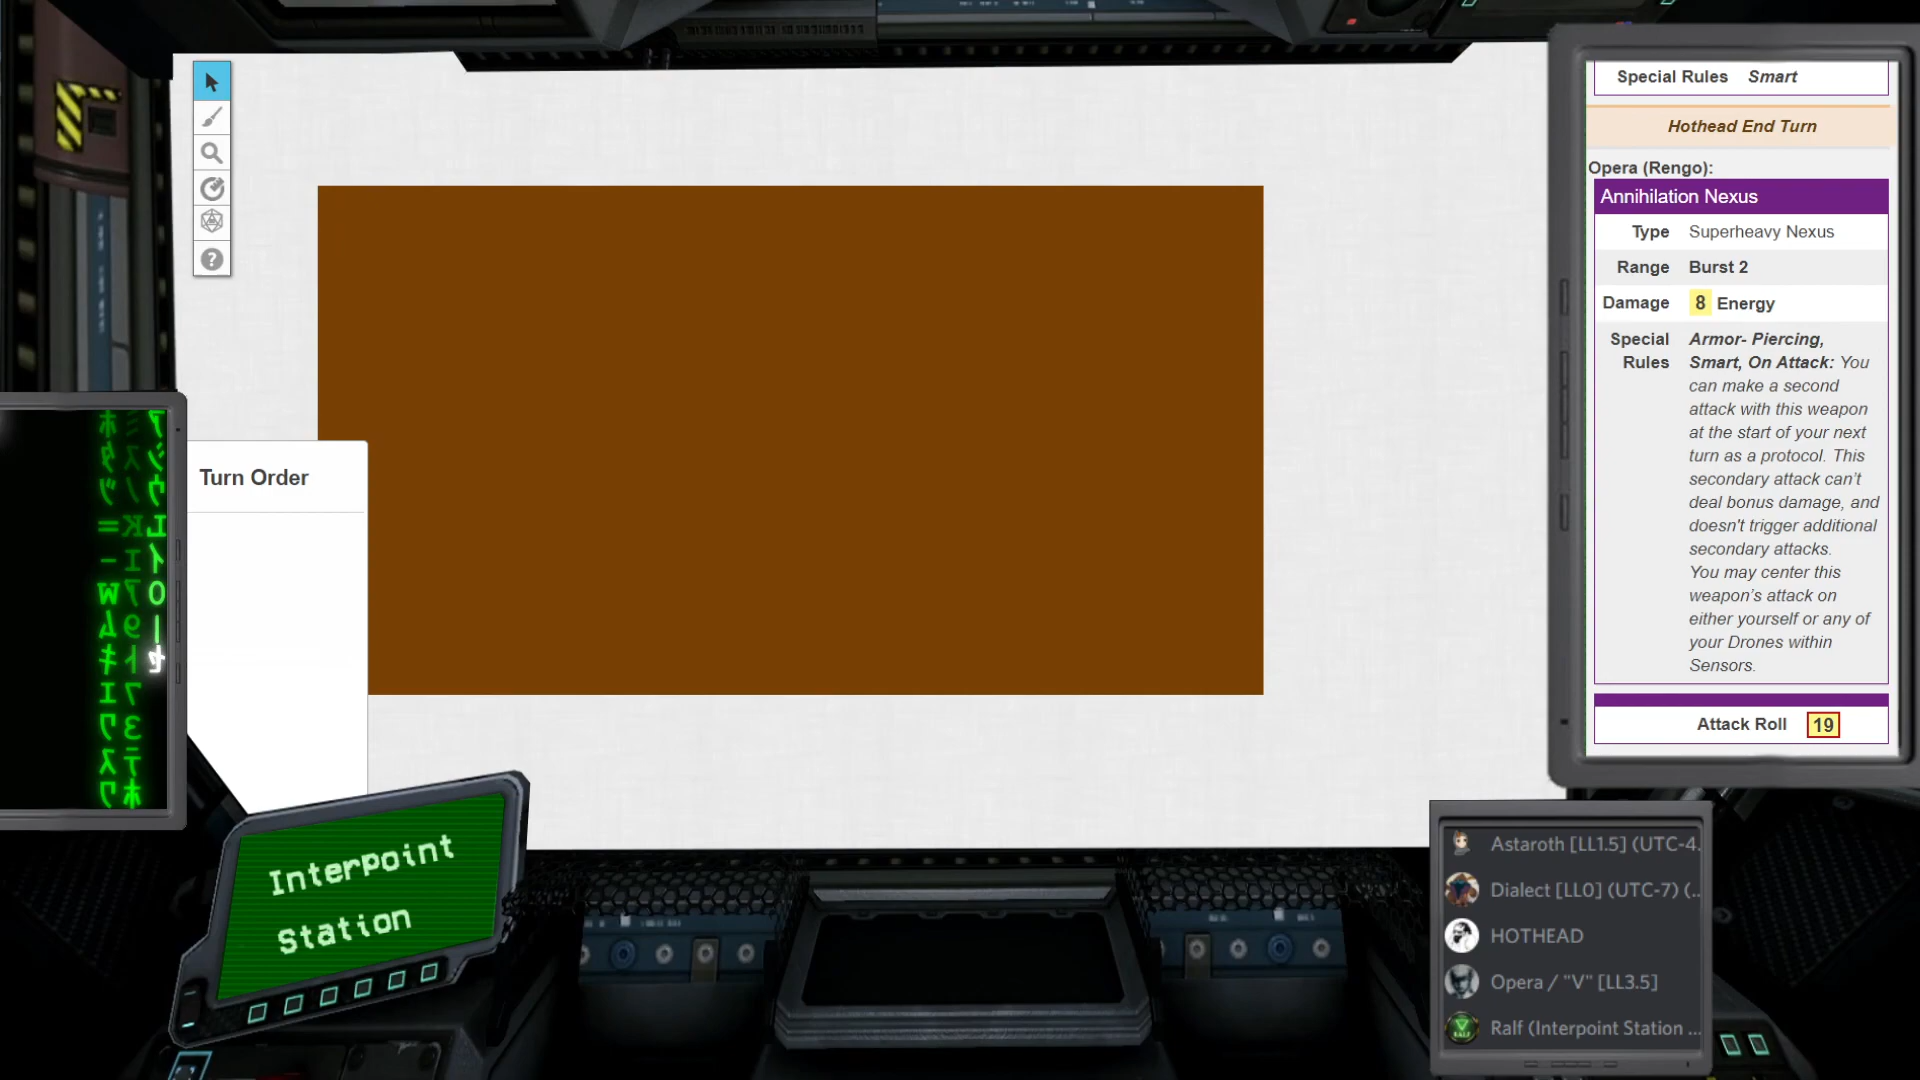 Special Rules Smart
Hothead End Turn
Opera (Rengo):
Annihilation Nexus
Type Superheavy Nexus
Range Burst 2
Damage 8 Energy
Special Rules
Armor- Piercing,
Smart, On Attack: You
can make a second
attack with this weapon
at the start of your next
turn as a protocol. This
secondary attack can't
deal bonus damage, and
doesn't trigger additional
secondary attacks.
You may center this
weapon's attack on
either yourself or any of
your Drones within
Sensors.
Attack Roll 19
Turn Order
Interpoint
Station
Astaroth [LL1.5] (UTC-4.
Dialect [LL0] (UTC-7) (...
HOTHEAD
Opera / "V" [LL3.5]
Ralf (Interpoint Station ...
RALF